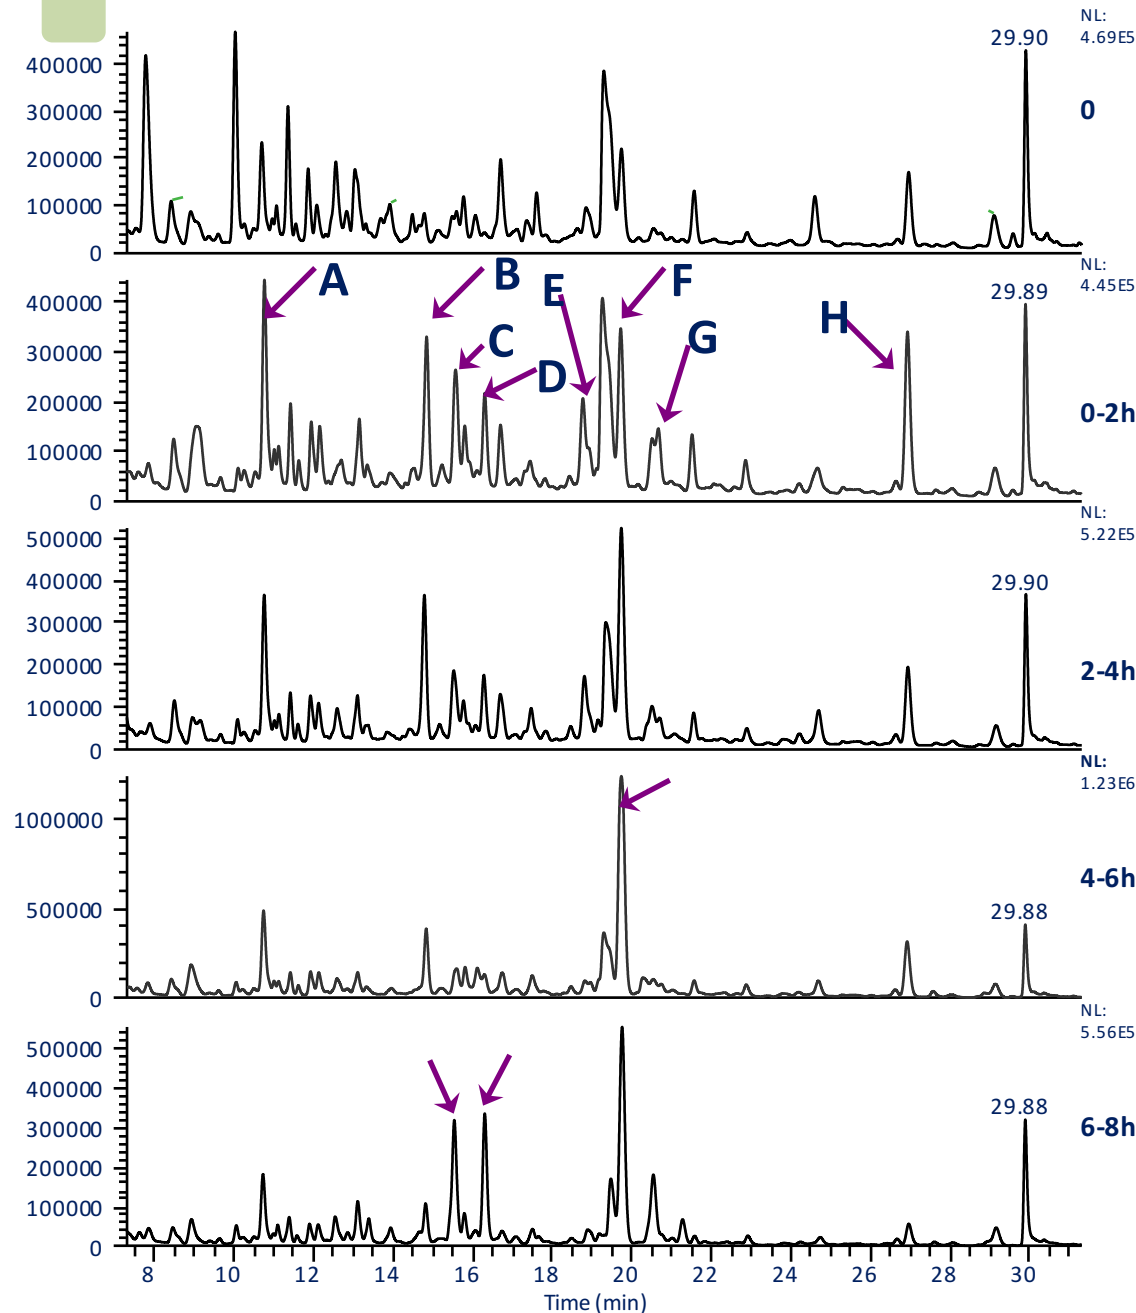 NL:
4.69E5
29.90
400000
0
300000
200000
100000
0
NL:
4.45E5
A
B
E
F
29.89
400000
H
G
C
300000
D
0-2h
200000
100000
0
NL:
5.22E5
500000
29.90
400000
300000
2-4h
200000
100000
0
NL:
1.23E6
1000000
4-6h
500000
29.88
0
NL:
5.56E5
500000
400000
29.88
300000
6-8h
200000
100000
0
8 10 12 14 16 18 20 22 24 26 28 30
Time (min)